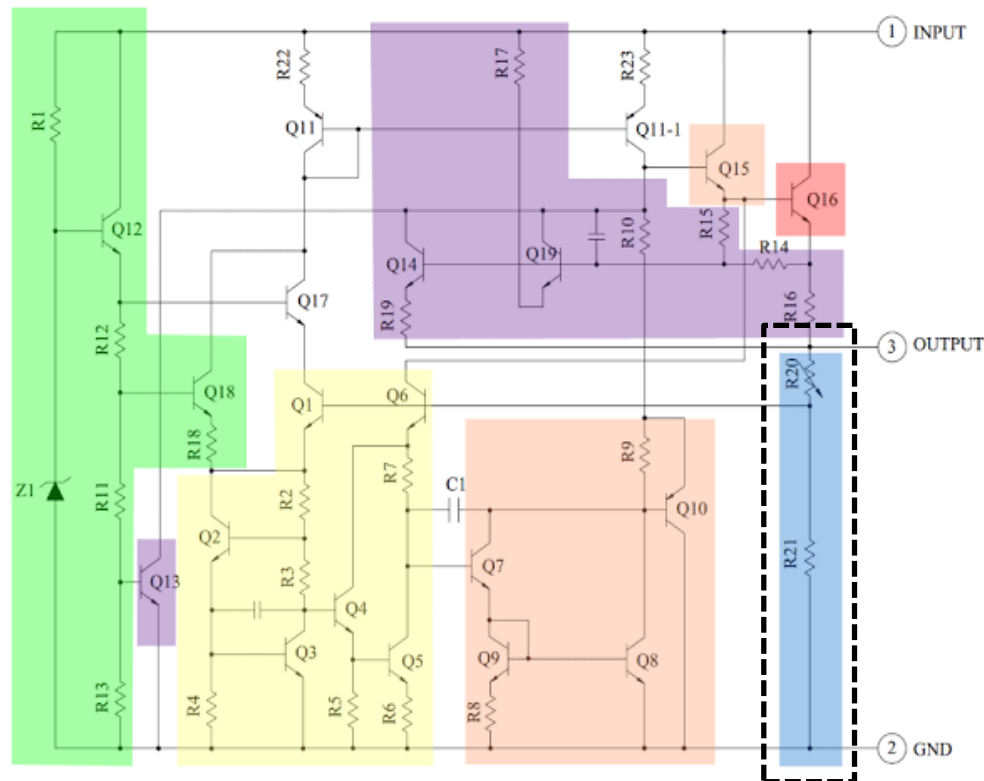 1 INPUT
R22
R17
R23
R1
Q11
Q11-1
Q15
Q16
Q12
R10
R15
R14
Q14
Q19
Q17
R19
R16
R12
3 OUTPUT
R20
Q18
Q1
Q6
R18
R9
R7
Z1
R11
C1
R2
Q10
Q2
R21
Q7
R3
Q13
Q4
Q3
Q5
Q9
Q8
R13
R4
R5
R6
R8
2 GND